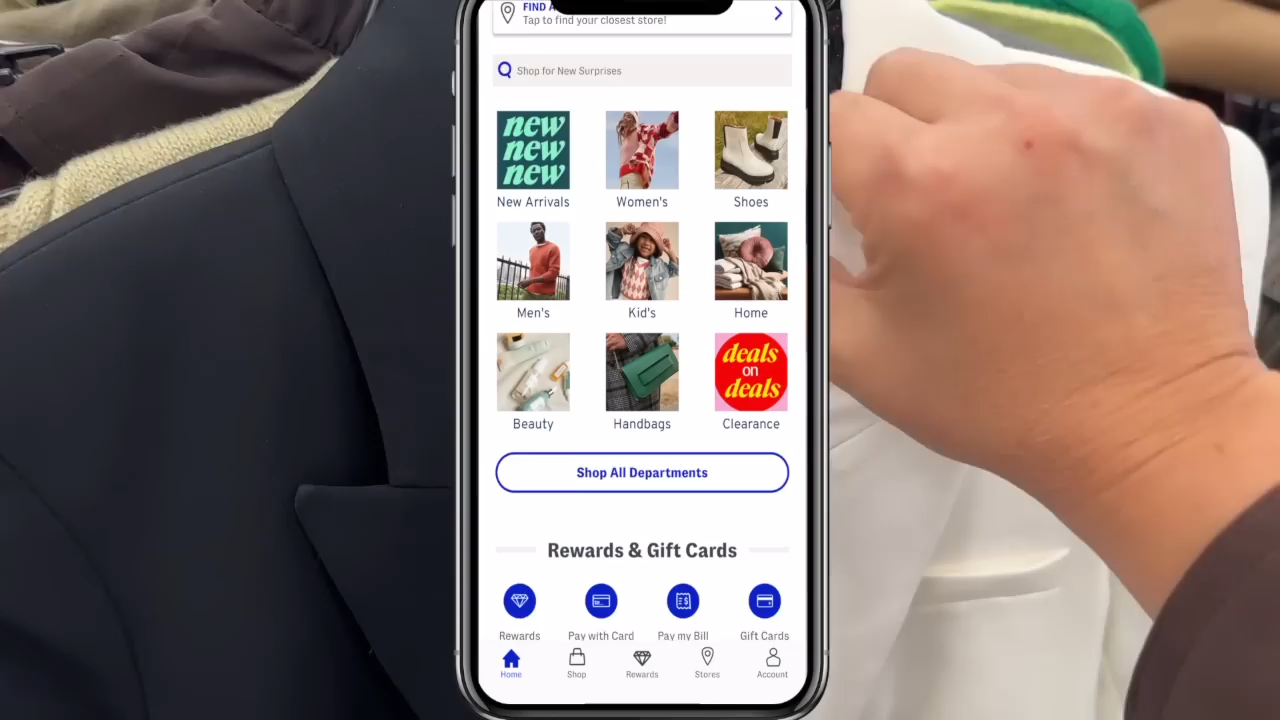 FIND A
Tap to find your closest store!
Shop for New Surprises
new
new
new
New Arrivals
Women's
Shoes
Men's
Kid's
Home
deals
on
deals
Beauty
Handbags
Clearance
Shop All Departments
Rewards & Gift Cards
Rewards
Pay with Card
Pay my Bill
Gift Cards
Home
Shop
Rewards
Stores
Account